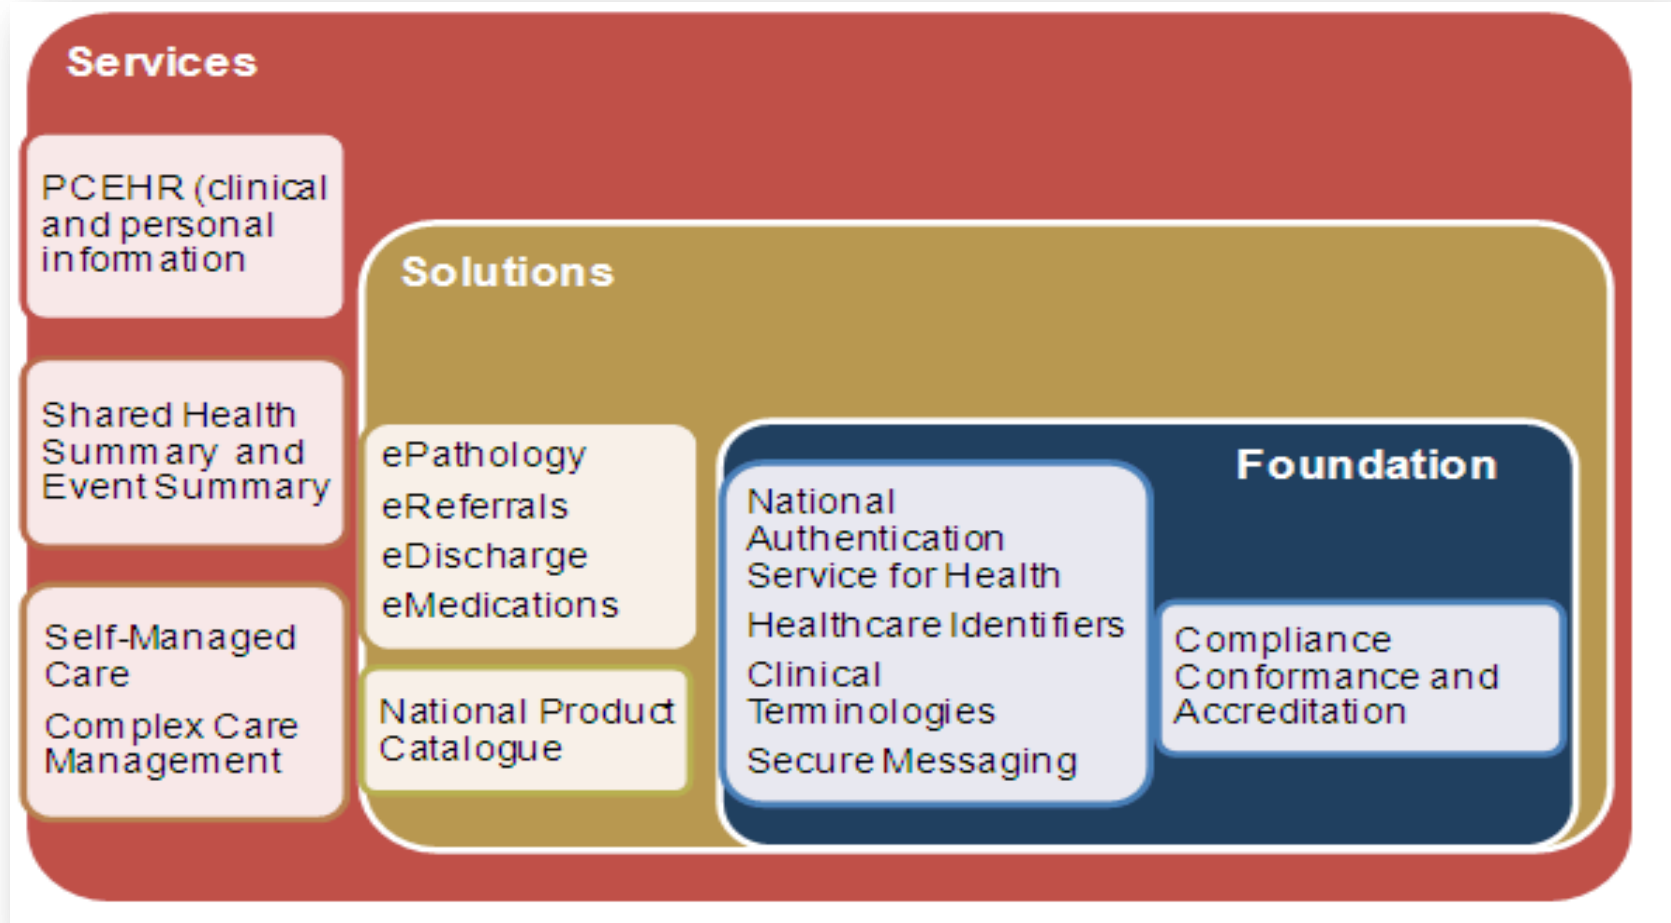 Services
PCEHR (clinical
and personal
information
Shared Health
Summary and
Event Summary
Self-Managed
Care
Complex Care
Management
Solutions
ePathology
eReferrals
eDischarge
eMedications
National Product
Catalogue
Foundation
National
Authentication
Service for Health
Healthcare Identifiers
Clinical
Terminologies
Secure Messaging
Compliance
Conformance and
Accreditation